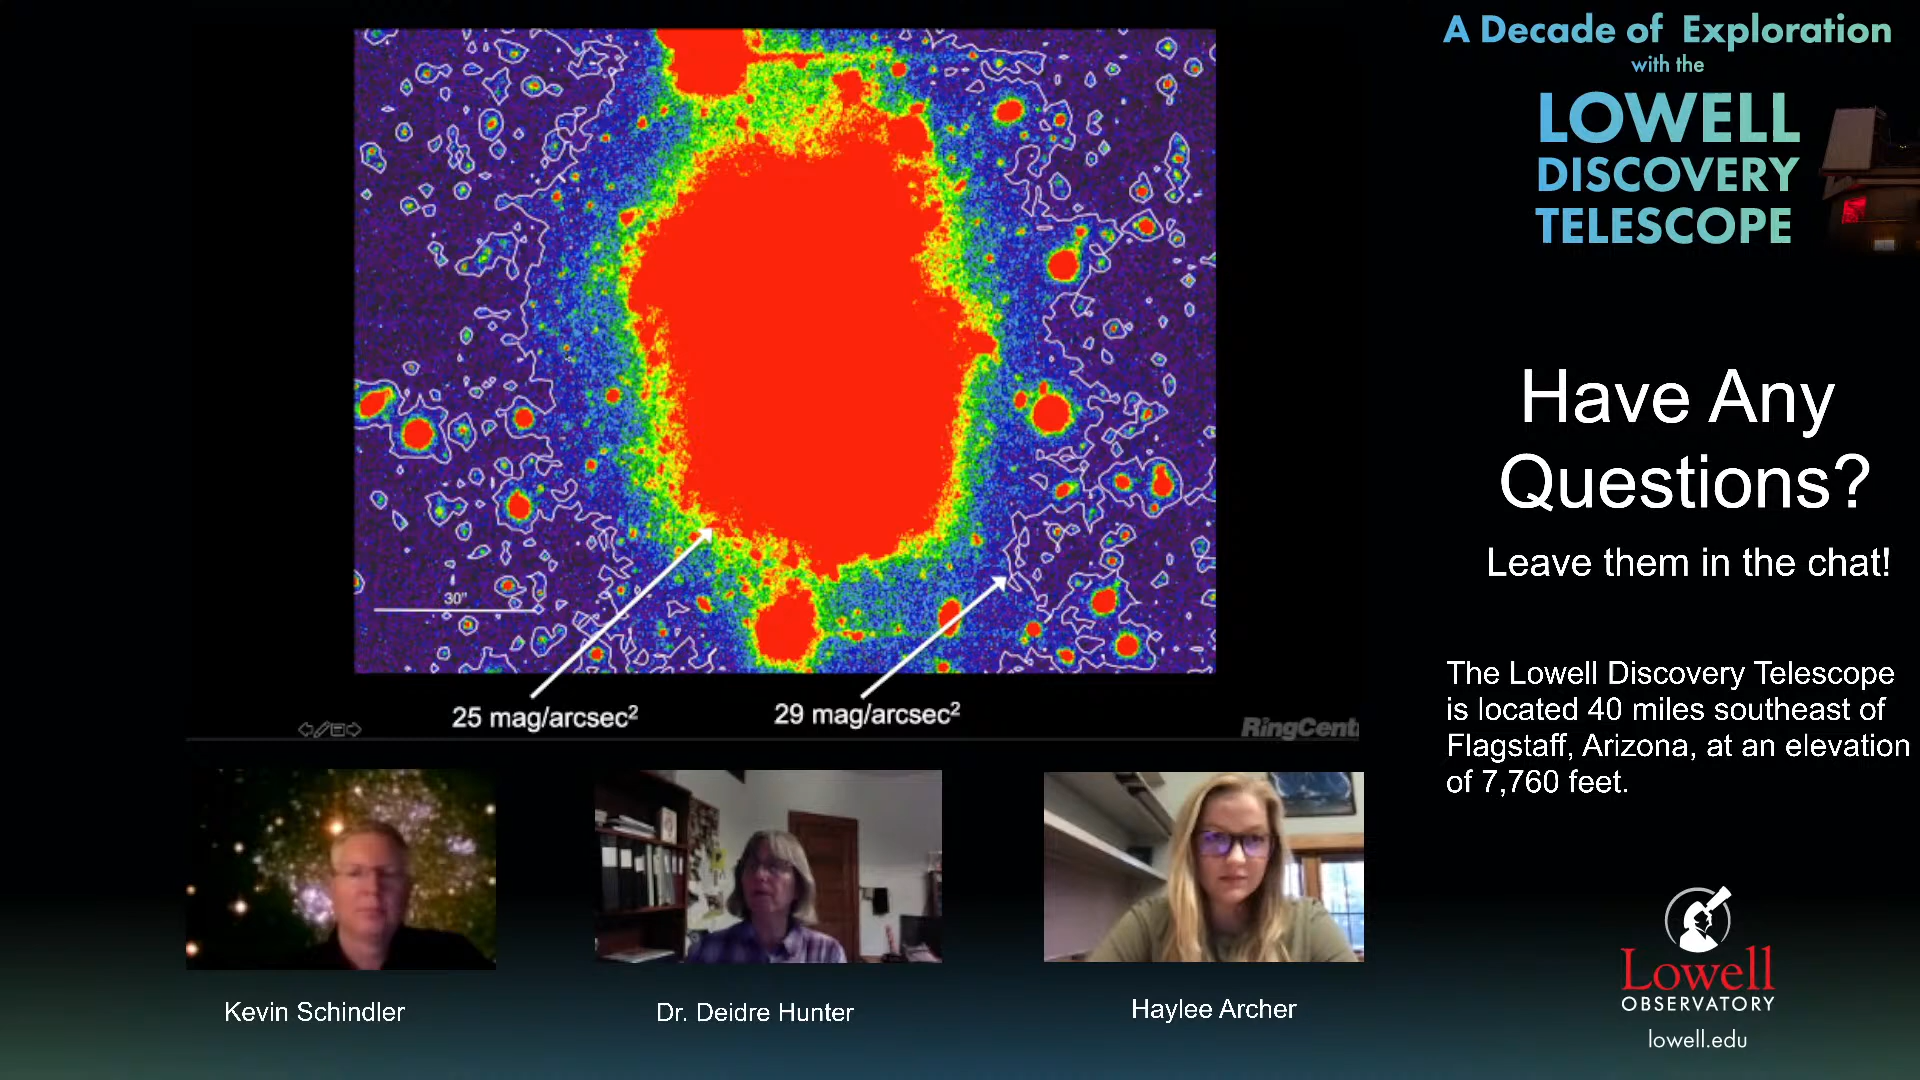 A Decade of Exploration
with the
LOWELL
DISCOVERY
TELESCOPE
30"
25 mag/arcsec²
29 mag/arcsec²
RingCent
Have Any
Questions?
Leave them in the chat!
The Lowell Discovery Telescope
is located 40 miles southeast of
Flagstaff, Arizona, at an elevation
of 7,760 feet.
Kevin Schindler
Dr. Deidre Hunter
Haylee Archer
Lowell
OBSERVATORY
lowell.edu